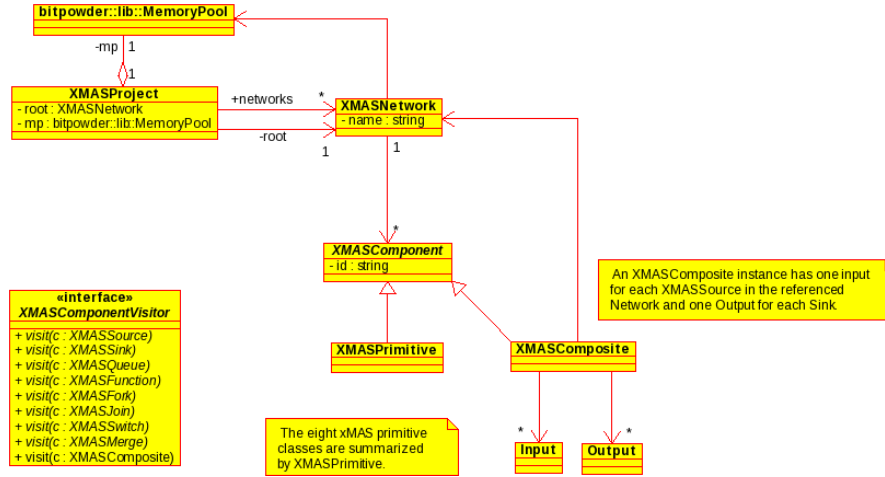 bitpowder::lib::MemoryPool
-mp 1
1
XMASProject
- root : XMASNetwork
- mp : bitpowder::lib::MemoryPool
+networks *
-root
1
XMASNetwork
- name : string
1
*
XMASComponent
- id : string
An XMASComposite instance has one input
for each XMASSource in the referenced
Network and one Output for each Sink.
«interface»
XMASComponentVisitor
+ visit(c : XMASSource)
+ visit(c : XMASSink)
+ visit(c : XMASQueue)
+ visit(c : XMASFunction)
+ visit(c : XMASFork)
+ visit(c : XMASJoin)
+ visit(c : XMASSwitch)
+ visit(c : XMASMerge)
+ visit(c : XMASComposite)
XMASPrimitive
XMASComposite
The eight xMAS primitive
classes are summarized
by XMASPrimitive.
* *
Input
Output